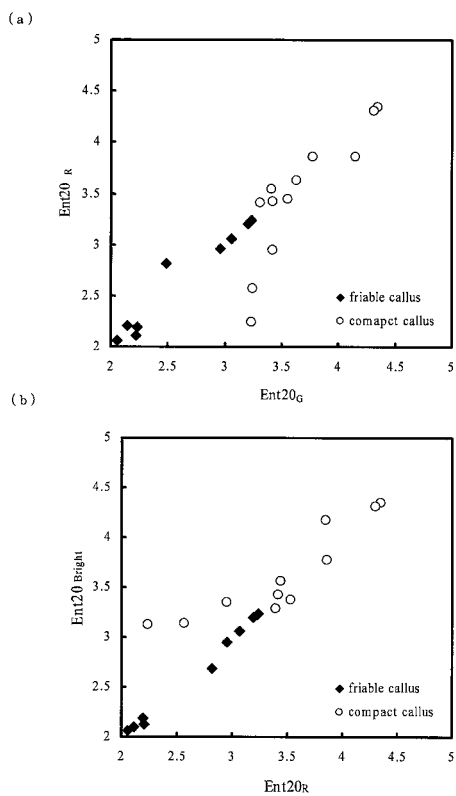 (a)
5
4.5
4
3.5
3
2.5
2
Ent20 R
2 2.5 3 3.5 4 4.5 5
Ent20G
◆ friable callus
○ comapct callus
(b)
5
4.5
4
3.5
3
2.5
2
Ent20 Bright
2 2.5 3 3.5 4 4.5 5
Ent20R
◆ friable callus
○ compact callus